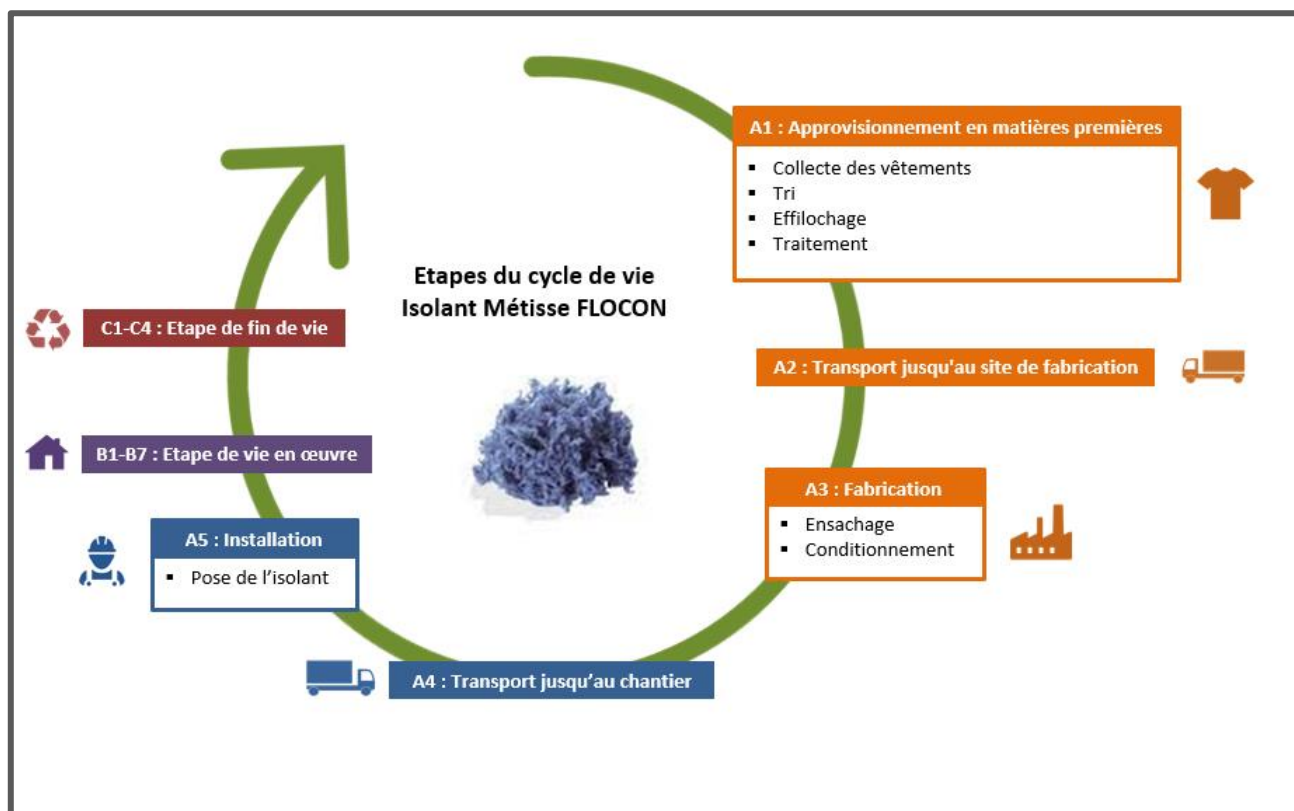 A1 : Approvisionnement en matières premières
▪ Collecte des vêtements
▪ Tri
▪ Effilochage
▪ Traitement
Etapes du cycle de vie
Isolant Métisse FLOCON
C1-C4 : Etape de fin de vie
A2 : Transport jusqu'au site de fabrication
B1-B7 : Etape de vie en œuvre
A3 : Fabrication
▪ Ensachage
▪ Conditionnement
A5 : Installation
▪ Pose de l’isolant
A4 : Transport jusqu’au chantier